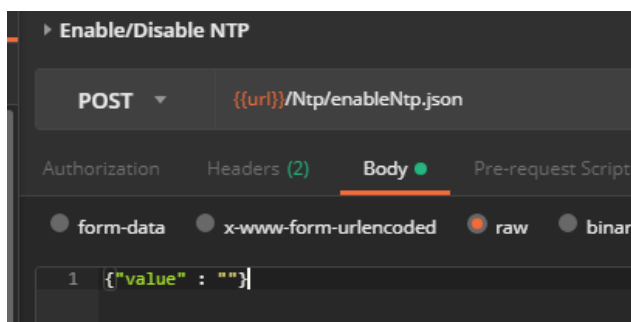 Enable/Disable NTP
POST {{url}}/Ntp/enableNtp.json
Authorization Headers (2) Body Pre-request Script
form-data x-www-form-urlencoded raw binar
1 {"value" : ""}